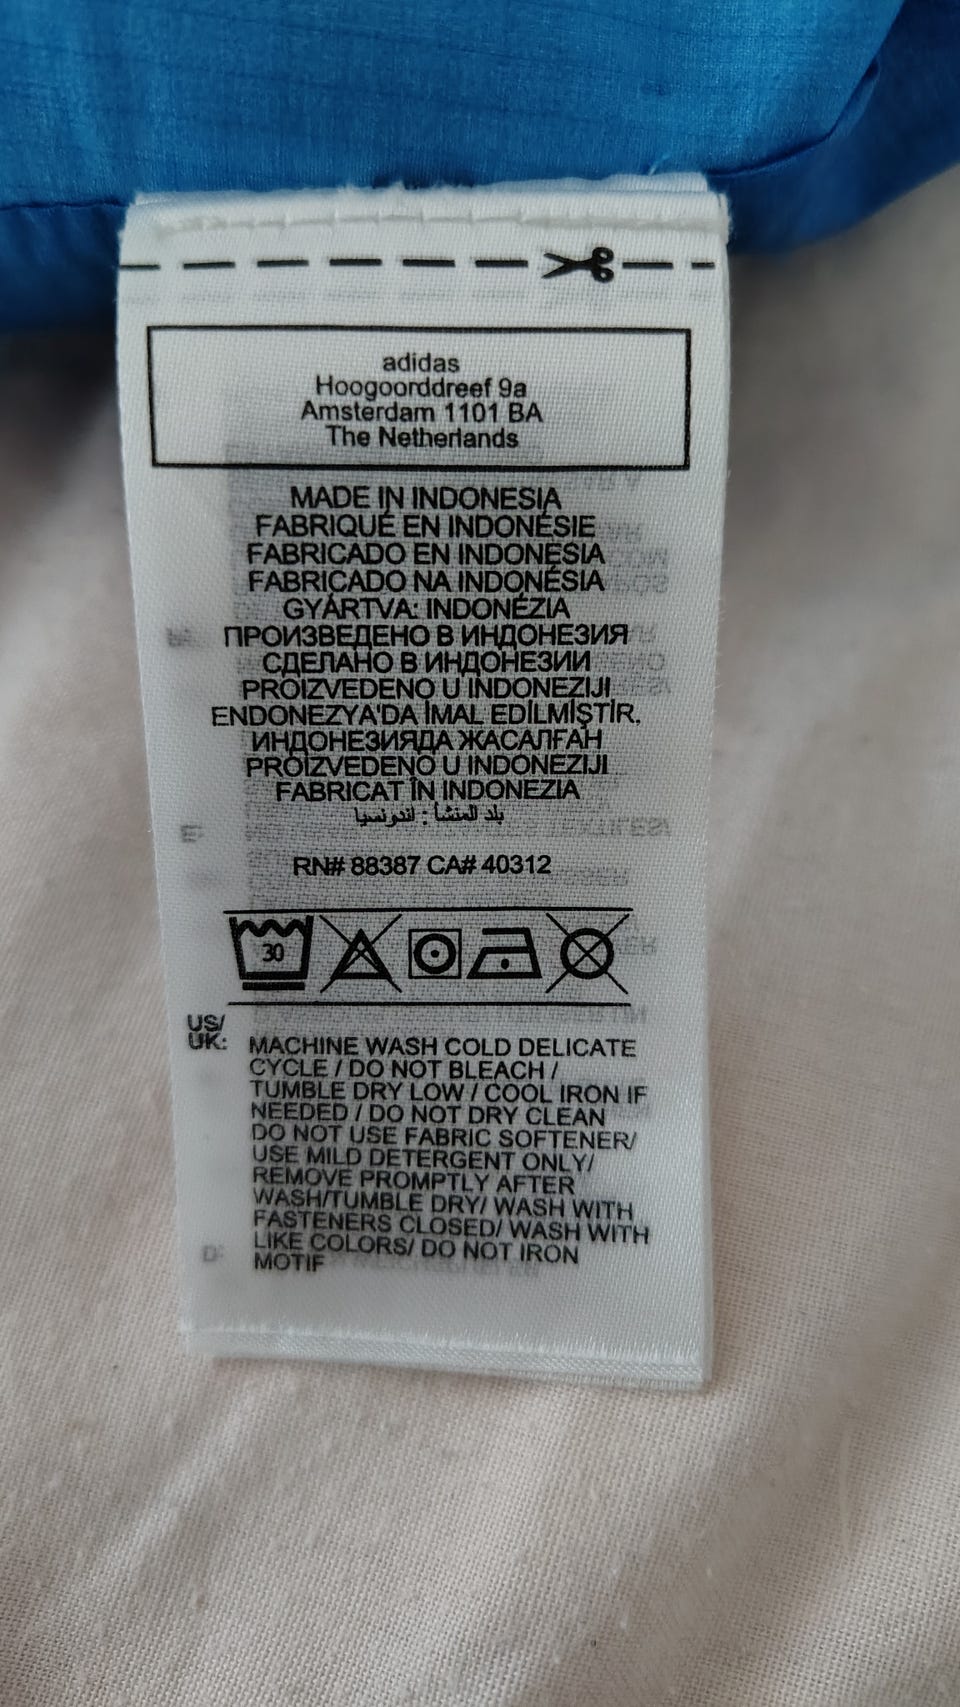 adidas
Hoogoorddreef 9a
Amsterdam 1101 BA
The Netherlands
MADE IN INDONESIA
FABRIQUÉ EN INDONÉSIE
FABRICADO EN INDONESIA
FABRICADO NA INDONÉSIA
GYÁRTVA: INDONÉZIA
ПРОИЗВЕДЕНО В ИНДОНЕЗИЯ
СДЕЛАНО В ИНДОНЕЗИИ
PROIZVEDENO U INDONEZIJI
ENDONEZYA'DA İMAL EDİLMİŞTİR.
ИНДОНЕЗИЯДА ЖАСАЛҒАН
PROIZVEDENO U INDONEZIJI
FABRICAT ÎN INDONEZIA
بلد المنشأ : اندونسيا
RN# 88387 CA# 40312
30
US/
UK: MACHINE WASH COLD DELICATE
CYCLE / DO NOT BLEACH /
TUMBLE DRY LOW / COOL IRON IF
NEEDED / DO NOT DRY CLEAN
DO NOT USE FABRIC SOFTENER/
USE MILD DETERGENT ONLY/
REMOVE PROMPTLY AFTER
WASH/TUMBLE DRY/ WASH WITH
FASTENERS CLOSED/ WASH WITH
LIKE COLORS/ DO NOT IRON
MOTIF